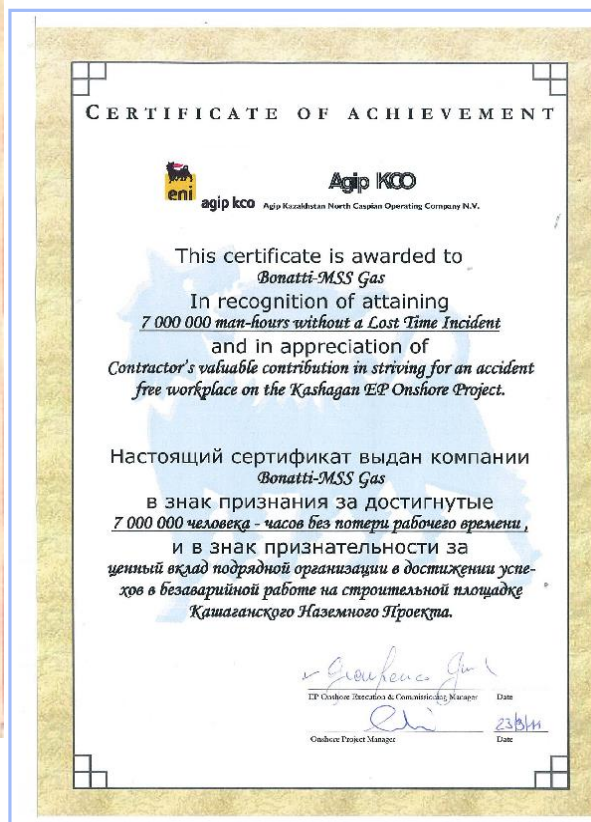 CERTIFICATE OF ACHIEVEMENT
eni
agip kco
Agip KCO
Agip Kazakhstan North Caspian Operating Company N.V.
This certificate is awarded to
Bonatti-MSS Gas
In recognition of attaining
7 000 000 man-hours without a Lost Time Incident
and in appreciation of
Contractor's valuable contribution in striving for an accident
free workplace on the Kashagan EP Onshore Project.
Настоящий сертификат выдан компании
Bonatti-MSS Gas
в знак признания за достигнутые
7 000 000 человека - часов без потери рабочего времени ,
и в знак признательности за
ценный вклад подрядной организации в достижении успе-
хов в безаварийной работе на строительной площадке
Кашаганского Наземного Проекта.
EP Onshore Execution & Commissioning Manager Date
23/3/11
Onshore Project Manager Date